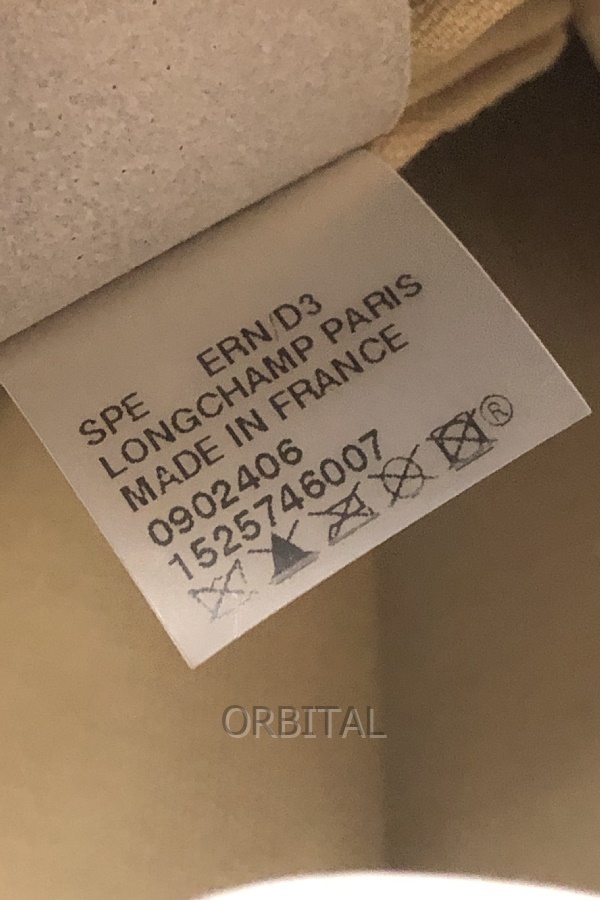 SPE ERN/D3
LONGCHAMP PARIS
MADE IN FRANCE
0902406
1525746007
®
ORBITAL